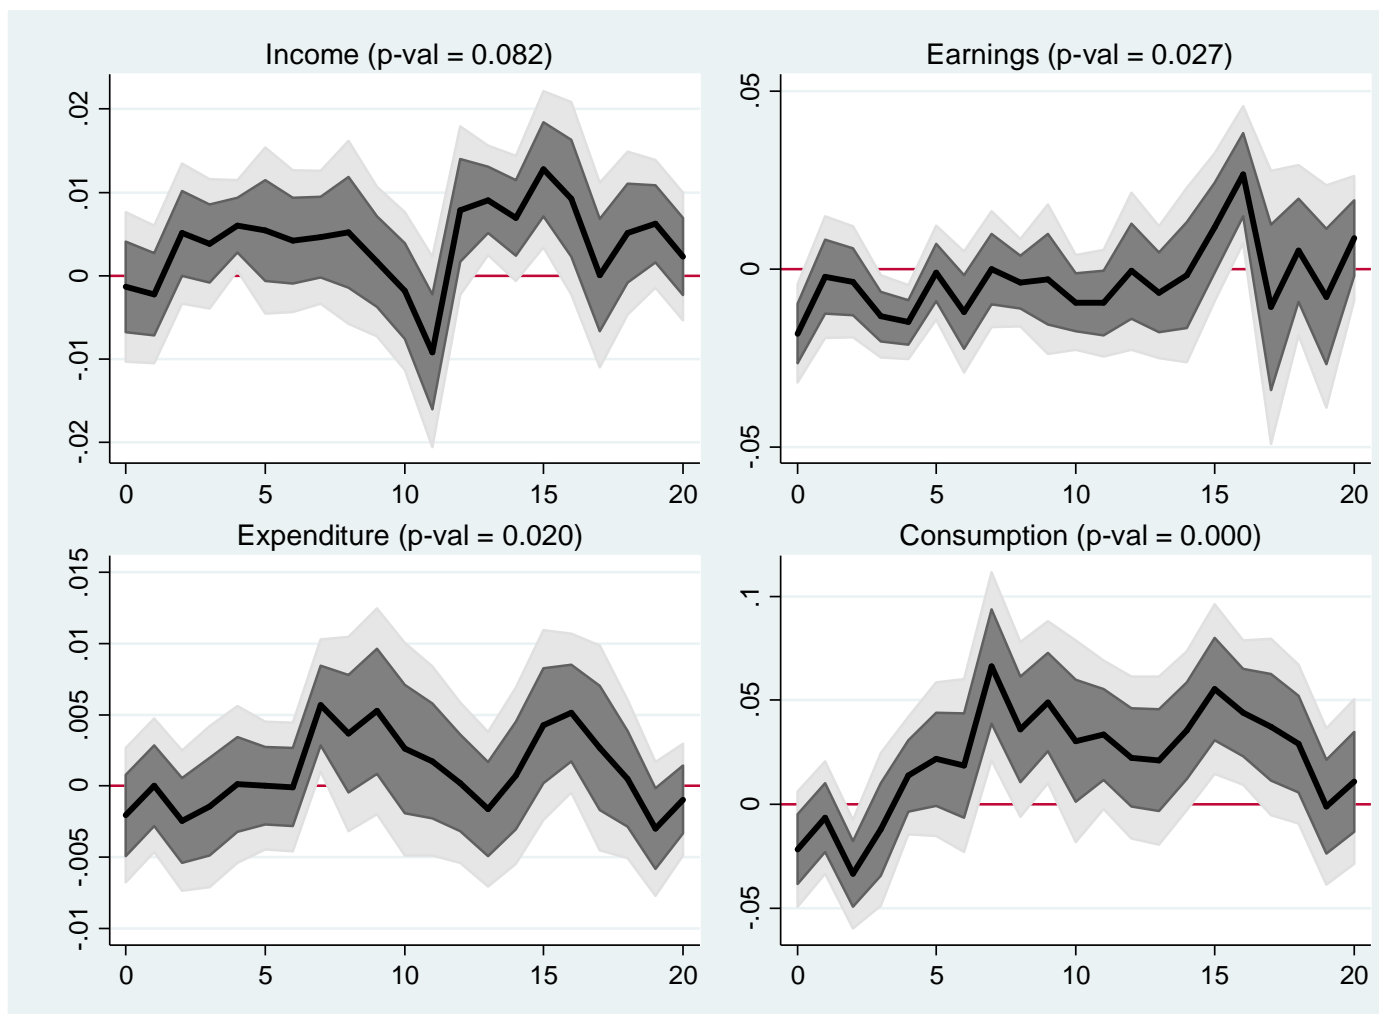 Income (p-val = 0.082)
.02
.01
0
-.01
-.02
0 5 10 15 20
Earnings (p-val = 0.027)
.05
0
-.05
0 5 10 15 20
Expenditure (p-val = 0.020)
.015
.01
.005
0
-.005
-.01
0 5 10 15 20
Consumption (p-val = 0.000)
.1
.05
0
-.05
0 5 10 15 20